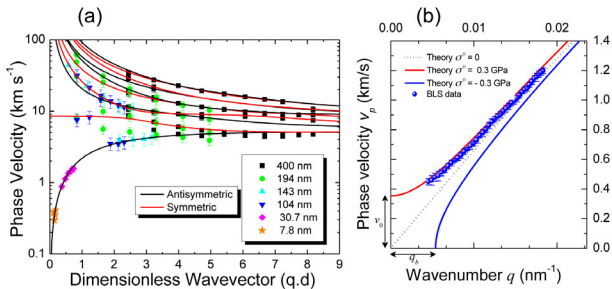 (a)
(b)
100
10
1
0.1
Phase Velocity (km s⁻¹)
0 1 2 3 4 5 6 7 8 9
Dimensionless Wavevector (q.d)
Antisymmetric
Symmetric
400 nm
194 nm
143 nm
104 nm
30.7 nm
7.8 nm
0.00 0.01 0.02
Theory σᴴ = 0
Theory σᴴ = 0.3 GPa
Theory σᴴ = - 0.3 GPa
BLS data
1.4
1.2
1.0
0.8
0.6
0.4
0.2
0.0
Phase Velocity vₚ (km/s)
v₀
q_b
Wavenumber q (nm⁻¹)